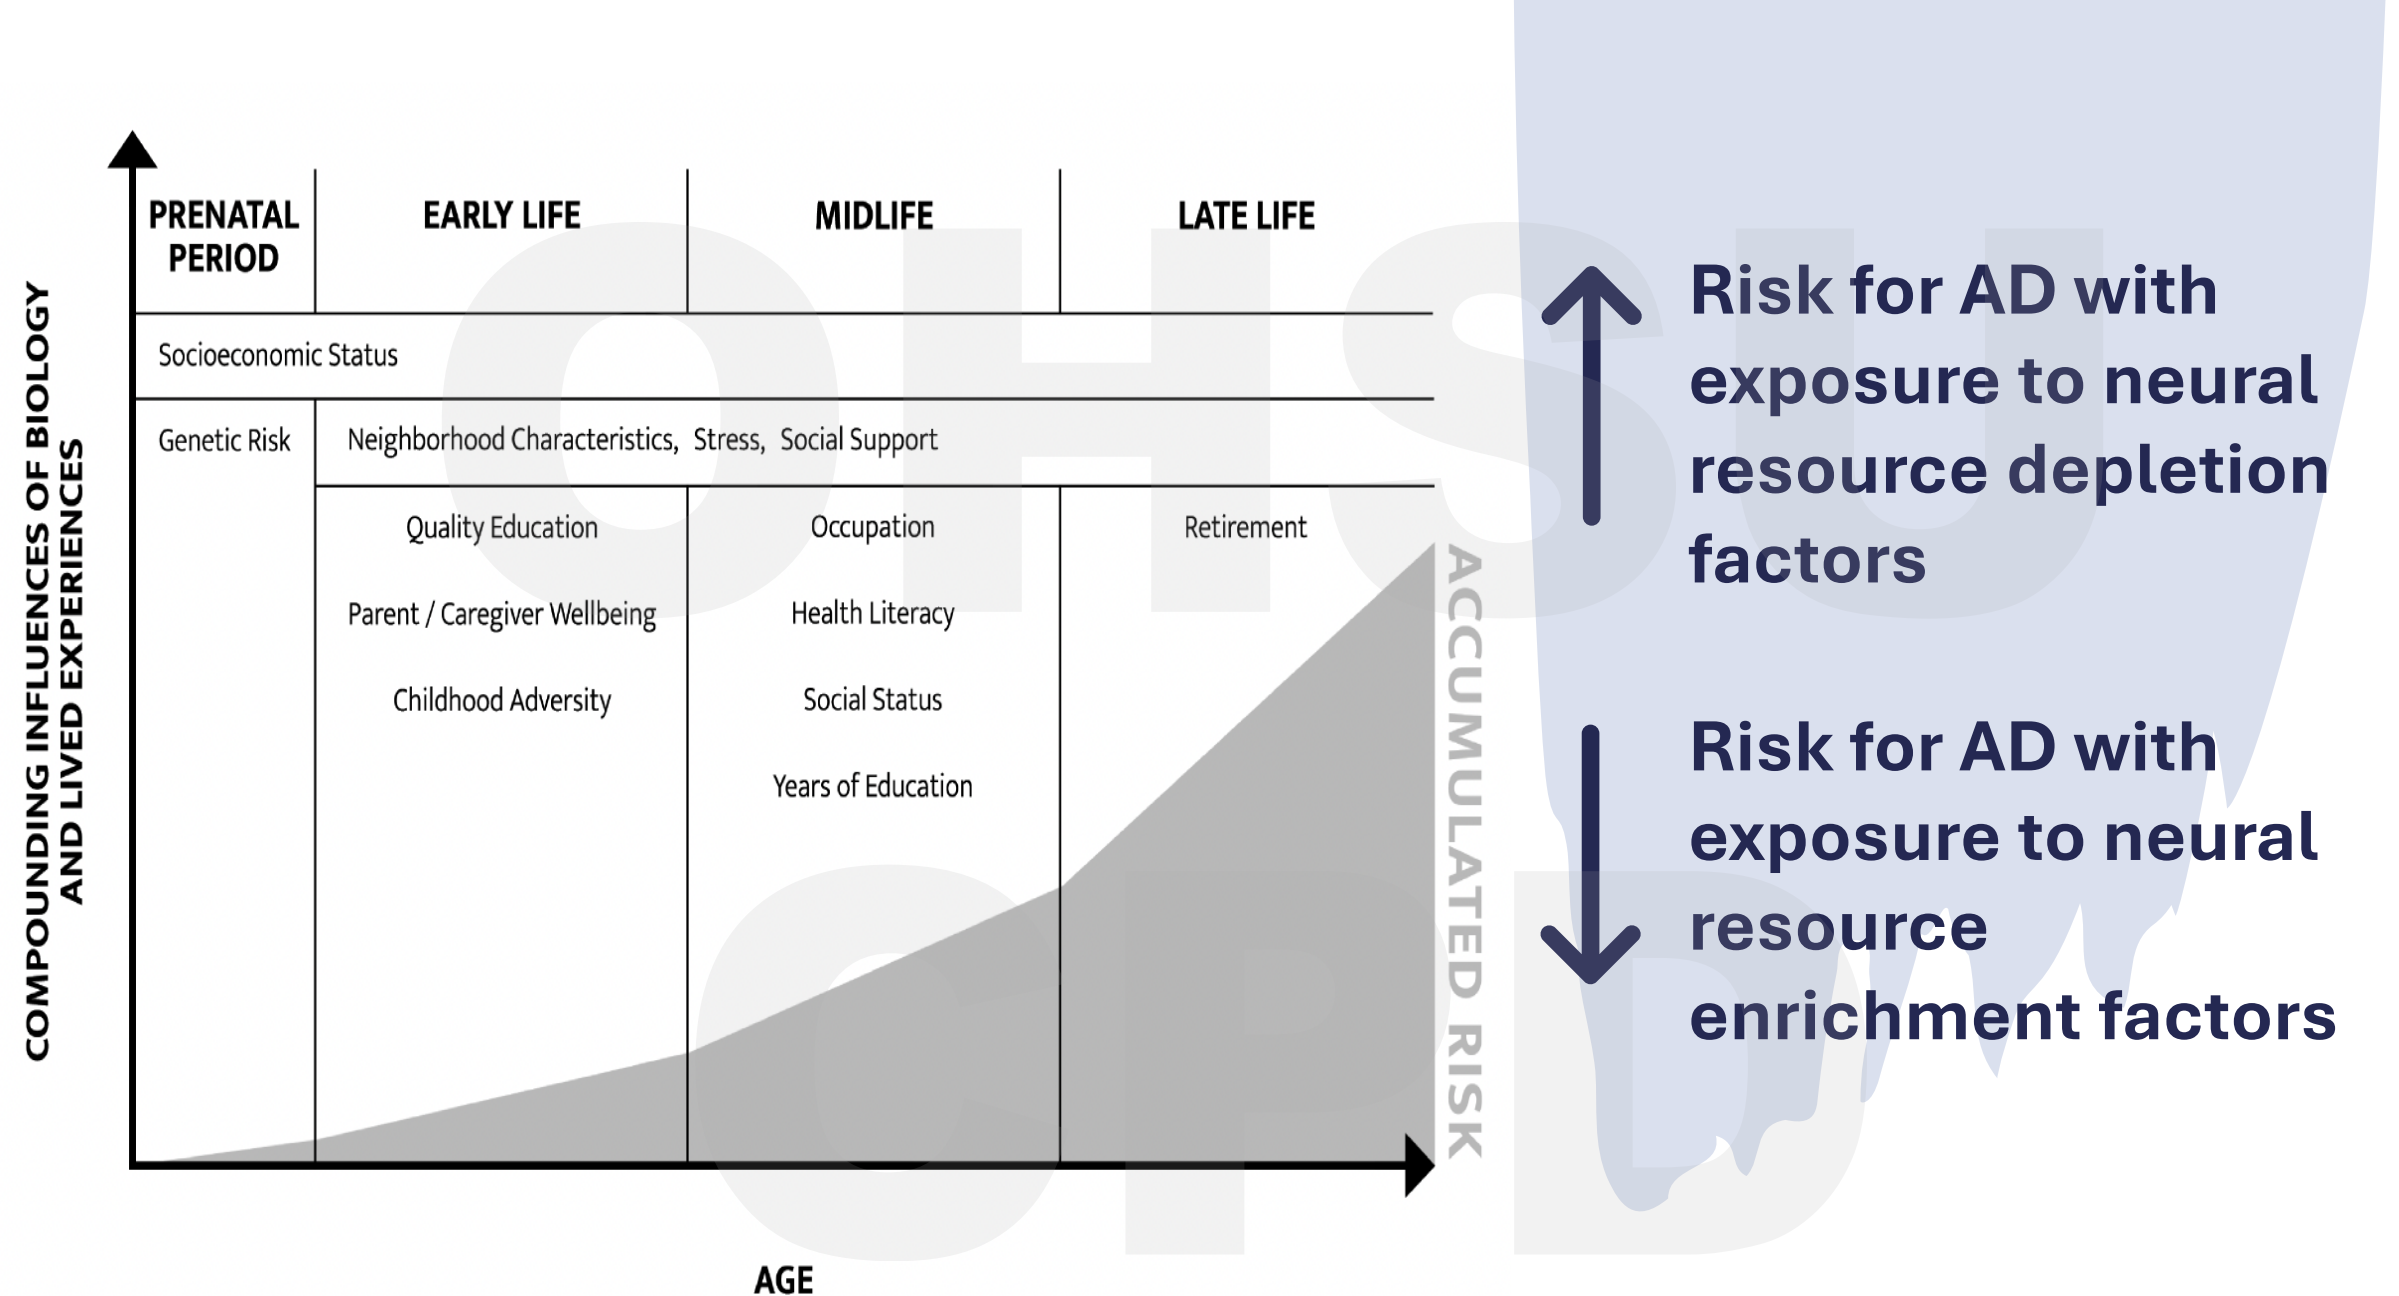 COMPOUNDING INFLUENCES OF BIOLOGY
AND LIVED EXPERIENCES
PRENATAL
PERIOD
EARLY LIFE
MIDLIFE
LATE LIFE
Socioeconomic Status
Genetic Risk
Neighborhood Characteristics, Stress, Social Support
Quality Education
Parent / Caregiver Wellbeing
Childhood Adversity
Occupation
Health Literacy
Social Status
Years of Education
Retirement
ACCUMULATED RISK
AGE
Risk for AD with
exposure to neural
resource depletion
factors
Risk for AD with
exposure to neural
resource
enrichment factors
OHSU
CPD